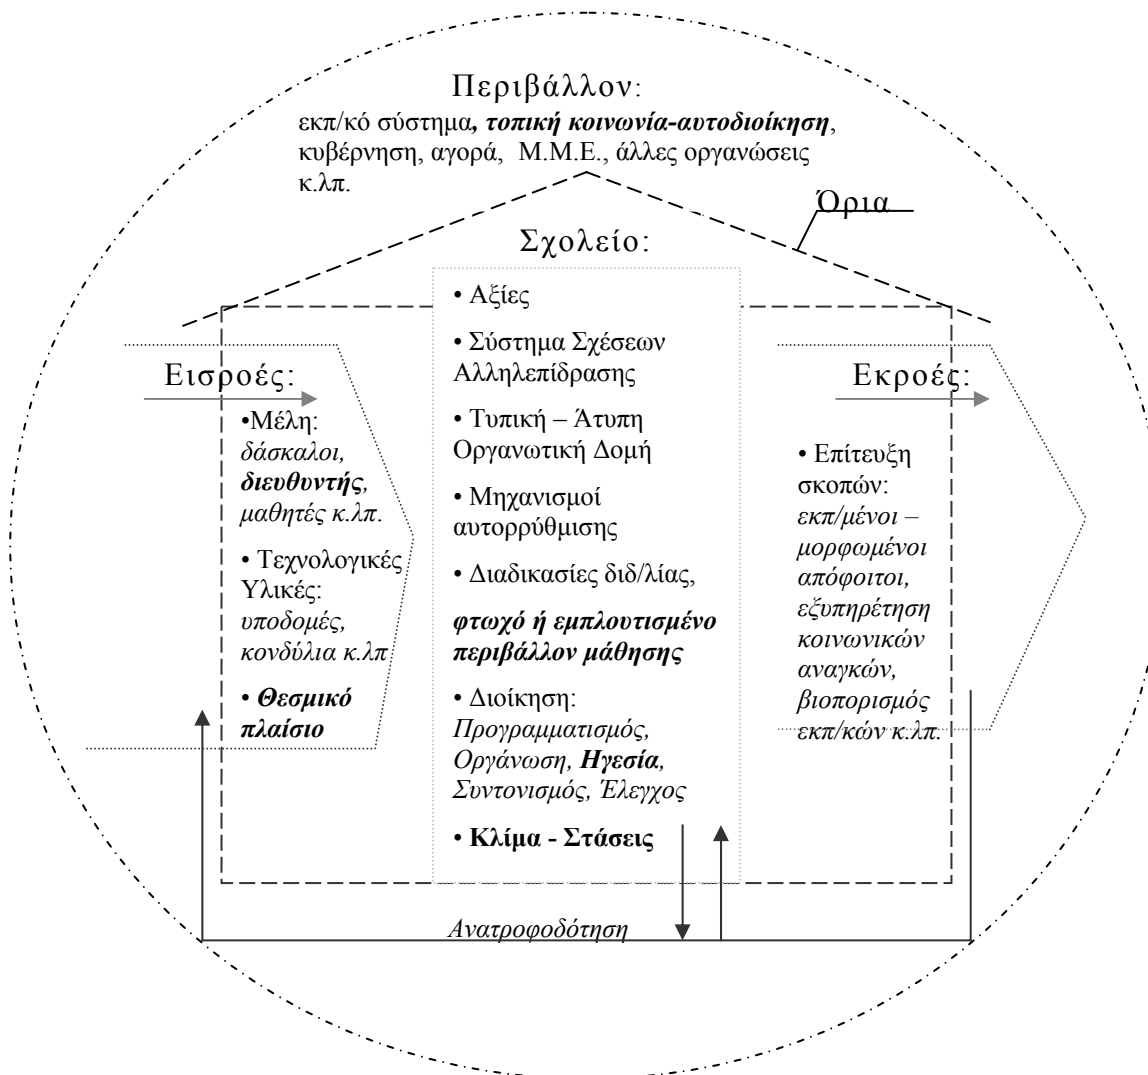 Περιβάλλον:
εκπ/κό σύστημα, τοπική κοινωνία-αυτοδιοίκηση,
κυβέρνηση, αγορά, Μ.Μ.Ε., άλλες οργανώσεις
κ.λπ.
Όρια
Σχολείο:
Εισροές:
•Μέλη:
δάσκαλοι,
διευθυντής,
μαθητές κ.λπ.
• Τεχνολογικές
Υλικές:
υποδομές,
κονδύλια κ.λπ
• Θεσμικό
πλαίσιο
• Αξίες
• Σύστημα Σχέσεων
Αλληλεπίδρασης
• Τυπική – Άτυπη
Οργανωτική Δομή
• Μηχανισμοί
αυτορρύθμισης
• Διαδικασίες διδ/λίας,
φτωχό ή εμπλουτισμένο
περιβάλλον μάθησης
• Διοίκηση:
Προγραμματισμός,
Οργάνωση, Ηγεσία,
Συντονισμός, Έλεγχος
• Κλίμα - Στάσεις
Εκροές:
• Επίτευξη
σκοπών:
εκπ/μένοι –
μορφωμένοι
απόφοιτοι,
εξυπηρέτηση
κοινωνικών
αναγκών,
βιοπορισμός
εκπ/κών κ.λπ.
Ανατροφοδότηση